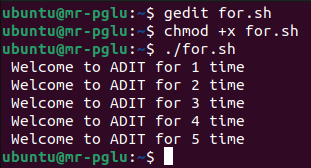 ubuntu@mr-pglu:~$ gedit for.sh
ubuntu@mr-pglu:~$ chmod +x for.sh
ubuntu@mr-pglu:~$ ./for.sh
 Welcome to ADIT for 1 time
 Welcome to ADIT for 2 time
 Welcome to ADIT for 3 time
 Welcome to ADIT for 4 time
 Welcome to ADIT for 5 time
ubuntu@mr-pglu:~$